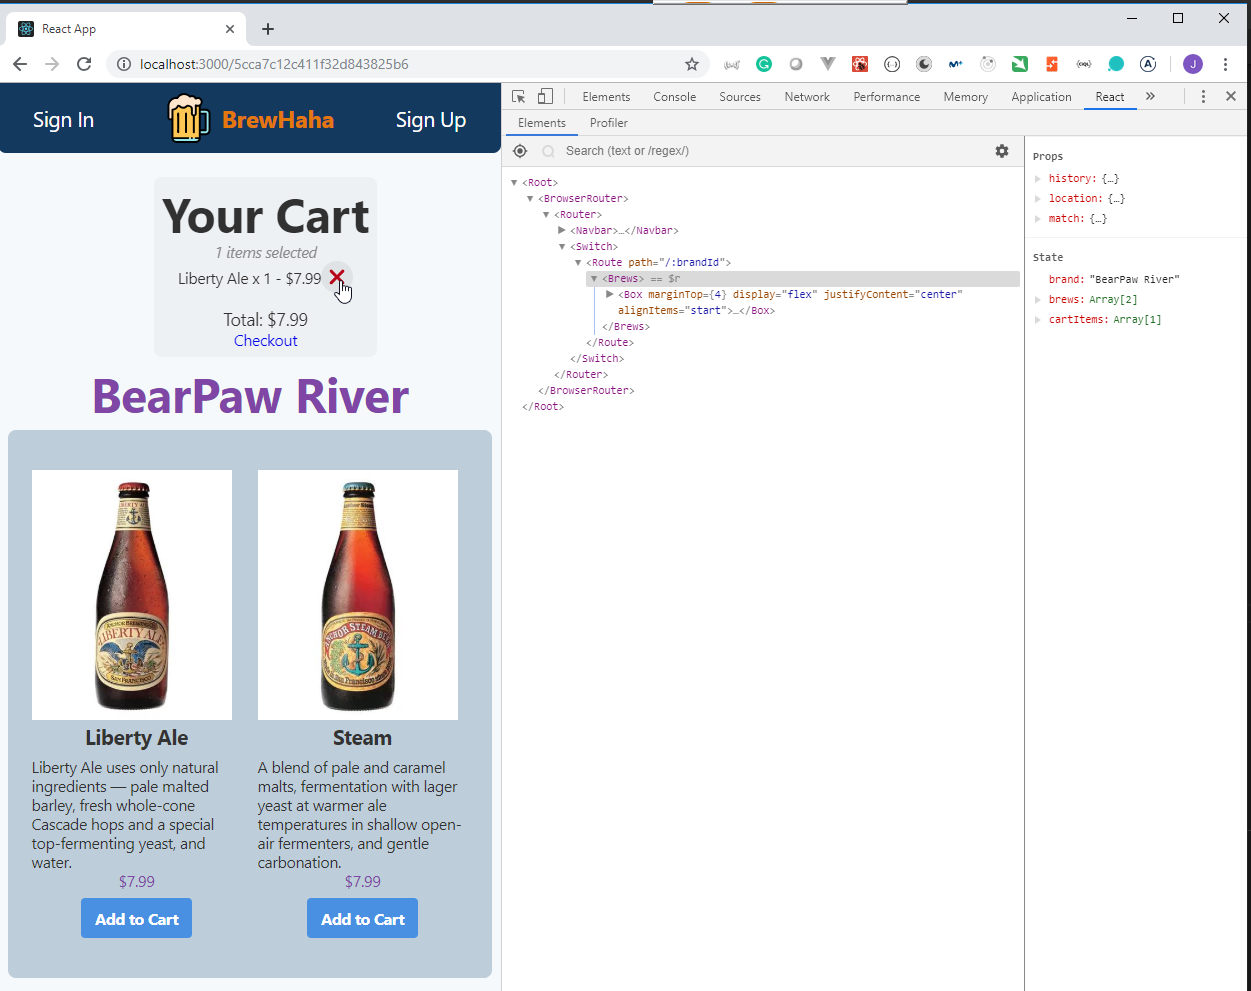 React App
localhost:3000/5cca7c12c411f32d843825b6
J
Sign In
BrewHaha
Sign Up
Your Cart
1 items selected
Liberty Ale x 1 - $7.99
Total: $7.99
Checkout
BearPaw River
LIBERTY ALE
SAN FRANCISCO
ANCHOR STEAM BEER
Liberty Ale
Steam
Liberty Ale uses only natural
ingredients — pale malted
barley, fresh whole-cone
Cascade hops and a special
top-fermenting yeast, and
water.
$7.99
Add to Cart
A blend of pale and caramel
malts, fermentation with lager
yeast at warmer ale
temperatures in shallow open-
air fermenters, and gentle
carbonation.
$7.99
Add to Cart
Elements
Console
Sources
Network
Performance
Memory
Application
React
»
Elements
Profiler
Search (text or /regex/)
<Root>
<BrowserRouter>
<Router>
<Navbar>…</Navbar>
<Switch>
<Route path="/:brandId">
<Brews> == $r
<Box marginTop={4} display="flex" justifyContent="center"
alignItems="start">…</Box>
</Brews>
</Route>
</Switch>
</Router>
</BrowserRouter>
</Root>
Props
history: {…}
location: {…}
match: {…}
State
brand: "BearPaw River"
brews: Array[2]
cartItems: Array[1]